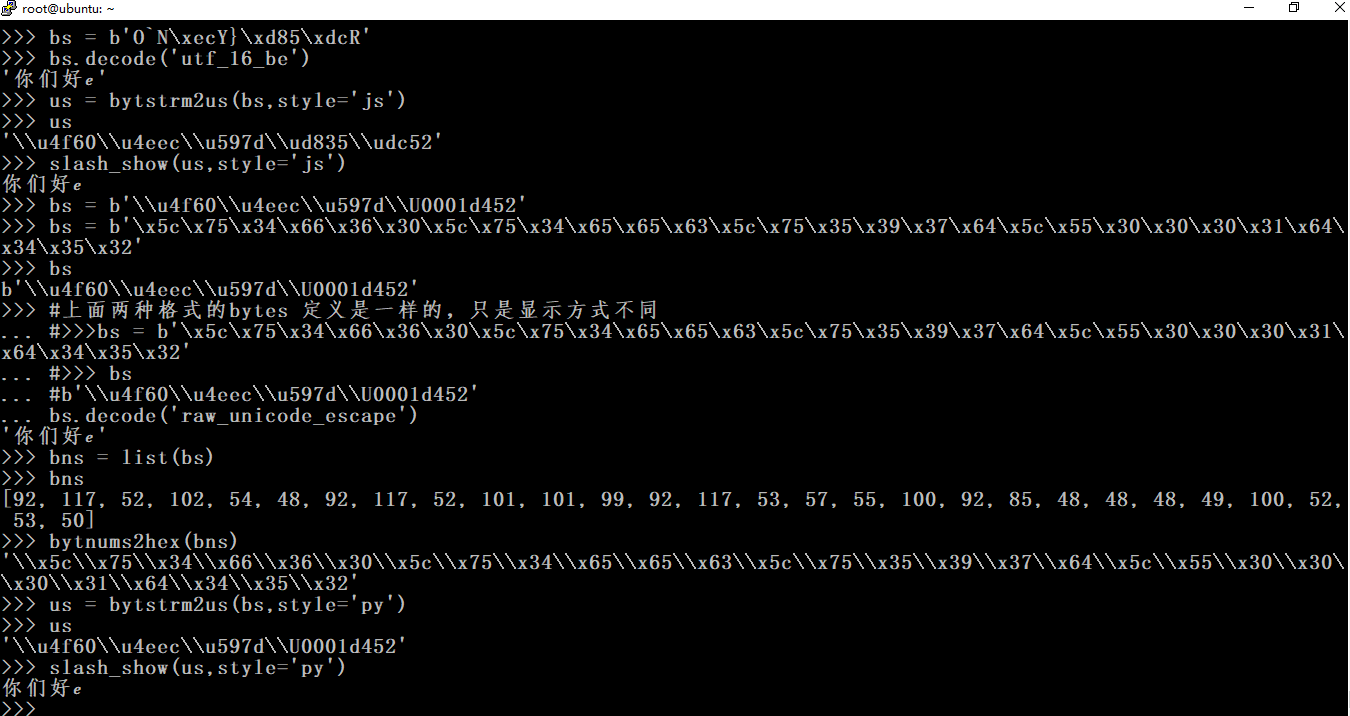 root@ubuntu: ~
>>> bs = b'O`N\xecY}\xd85\xdcR'
>>> bs.decode('utf_16_be')
'你们好𝑒'
>>> us = bytstrm2us(bs,style='js')
>>> us
'\\u4f60\\u4eec\\u597d\\ud835\\udc52'
>>> slash_show(us,style='js')
你们好𝑒
>>> bs = b'\\u4f60\\u4eec\\u597d\\U0001d452'
>>> bs = b'\x5c\x75\x34\x66\x36\x30\x5c\x75\x34\x65\x65\x63\x5c\x75\x35\x39\x37\x64\x5c\x55\x30\x30\x30\x31\x64\
x34\x35\x32'
>>> bs
b'\\u4f60\\u4eec\\u597d\\U0001d452'
>>> #上面两种格式的bytes 定义是一样的，只是显示方式不同
... #>>>bs = b'\x5c\x75\x34\x66\x36\x30\x5c\x75\x34\x65\x65\x63\x5c\x75\x35\x39\x37\x64\x5c\x55\x30\x30\x30\x31\
x64\x34\x35\x32'
... #>>> bs
... #b'\\u4f60\\u4eec\\u597d\\U0001d452'
... bs.decode('raw_unicode_escape')
'你们好𝑒'
>>> bns = list(bs)
>>> bns
[92, 117, 52, 102, 54, 48, 92, 117, 52, 101, 101, 99, 92, 117, 53, 57, 55, 100, 92, 85, 48, 48, 48, 49, 100, 52,
 53, 50]
>>> bytnums2hex(bns)
'\\x5c\\x75\\x34\\x66\\x36\\x30\\x5c\\x75\\x34\\x65\\x65\\x63\\x5c\\x75\\x35\\x39\\x37\\x64\\x5c\\x55\\x30\\x30\
\x30\\x31\\x64\\x34\\x35\\x32'
>>> us = bytstrm2us(bs,style='py')
>>> us
'\\u4f60\\u4eec\\u597d\\U0001d452'
>>> slash_show(us,style='py')
你们好𝑒
>>>